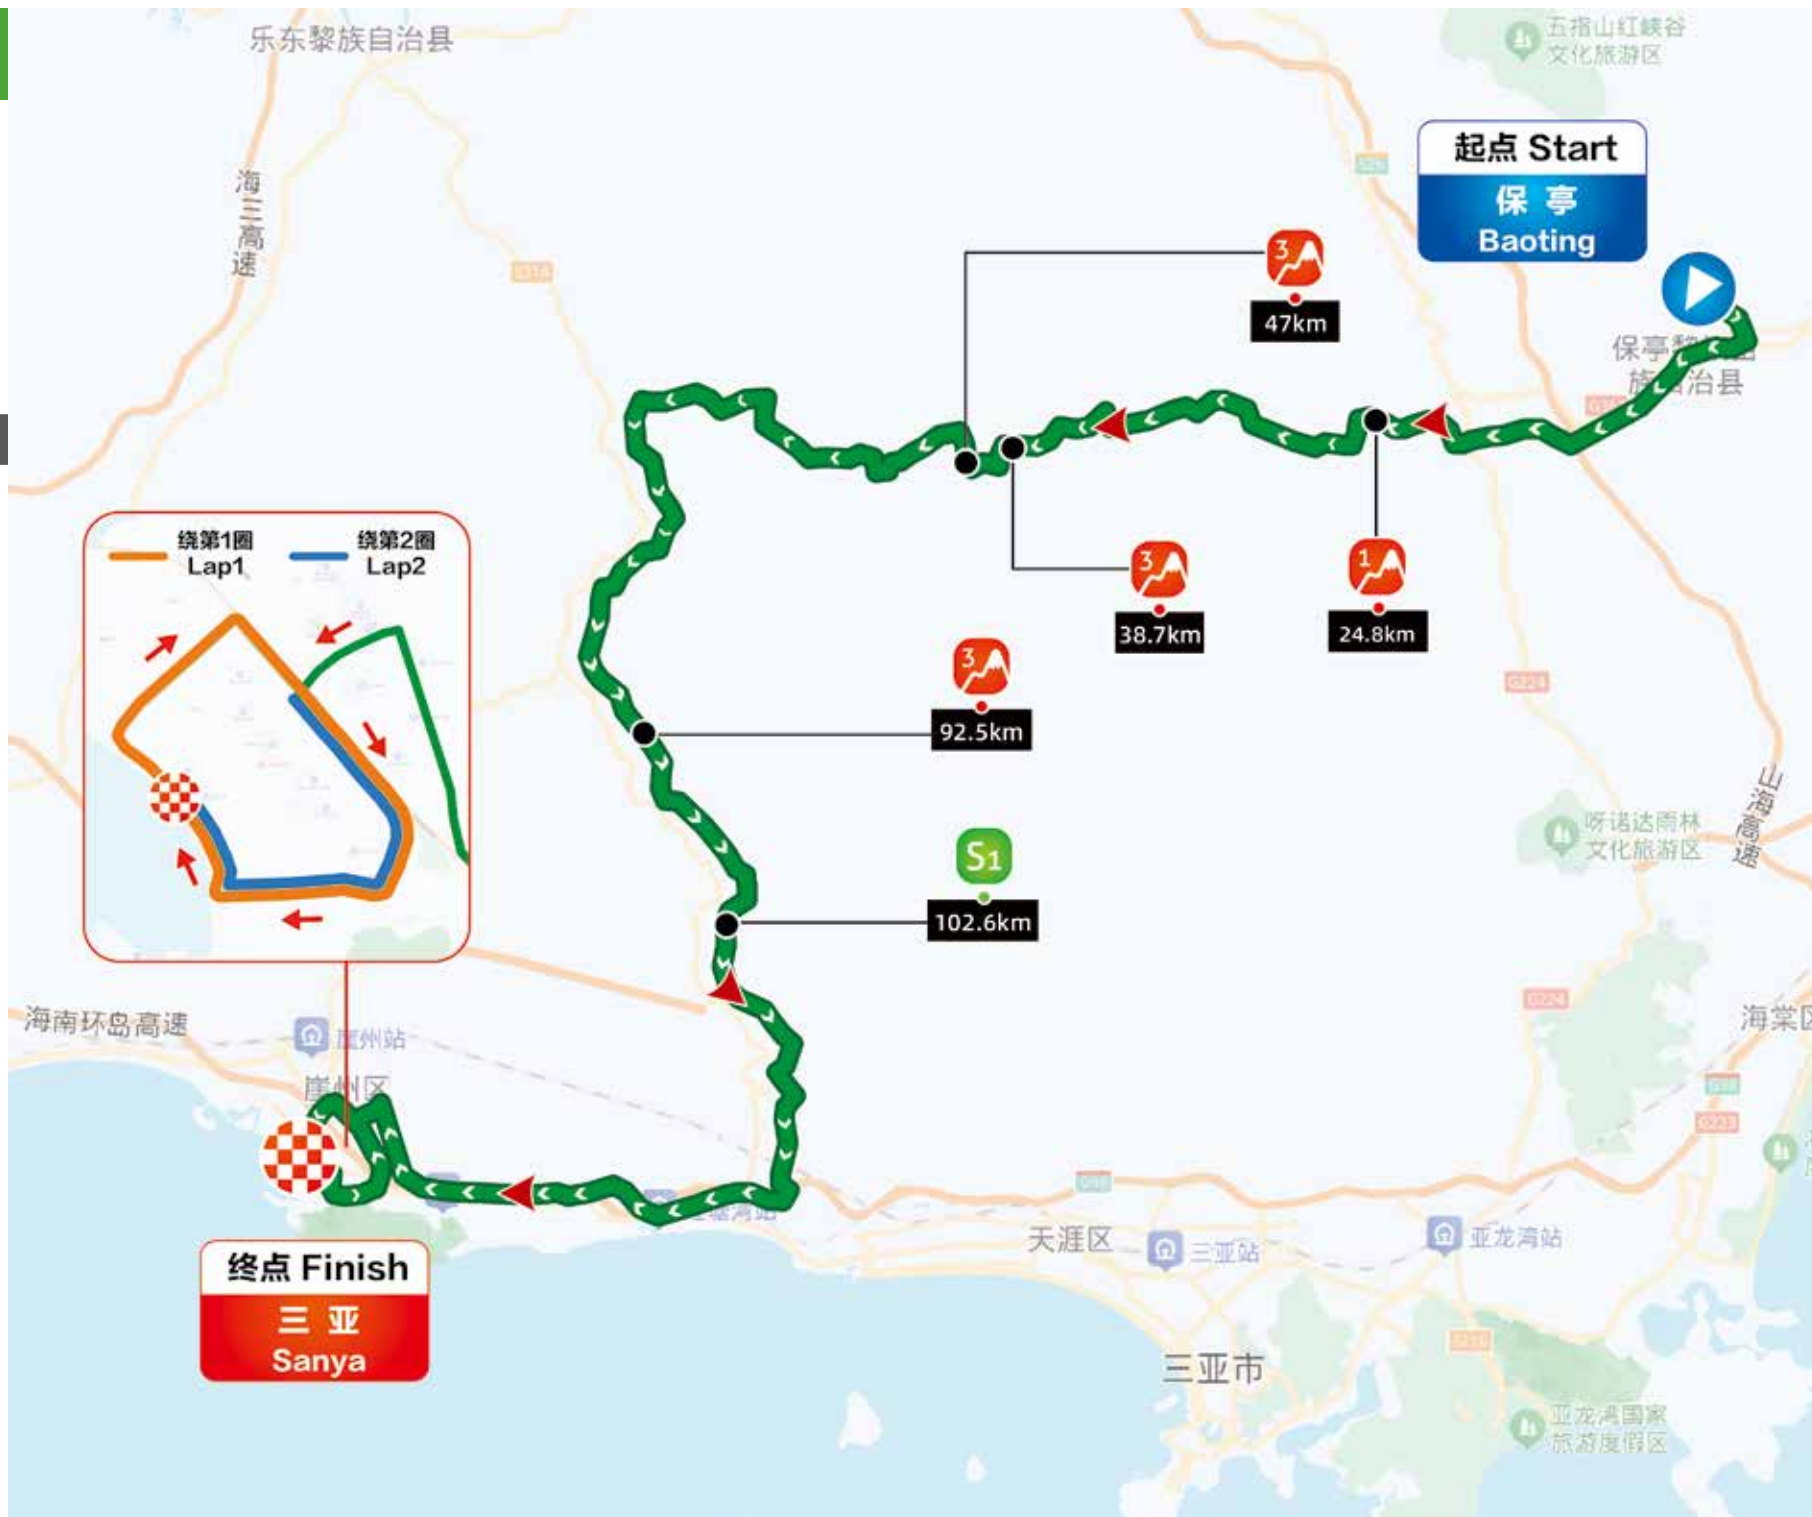 乐东黎族自治县
五指山红峡谷
文化旅游区
起点 Start
保亭
Baoting
海三高速
3
47km
S314
保亭黎
族 治县
绕第1圈
Lap1
绕第2圈
Lap2
3
38.7km
1
24.8km
3
92.5km
G224
山海高速
呀诺达雨林
文化旅游区
S1
102.6km
G224
海南环岛高速
崖州站
崖州区
海棠区
G98
G223
G98
天涯区
三亚站
亚龙湾站
终点 Finish
三亚
Sanya
三亚市
亚龙湾国家
旅游度假区